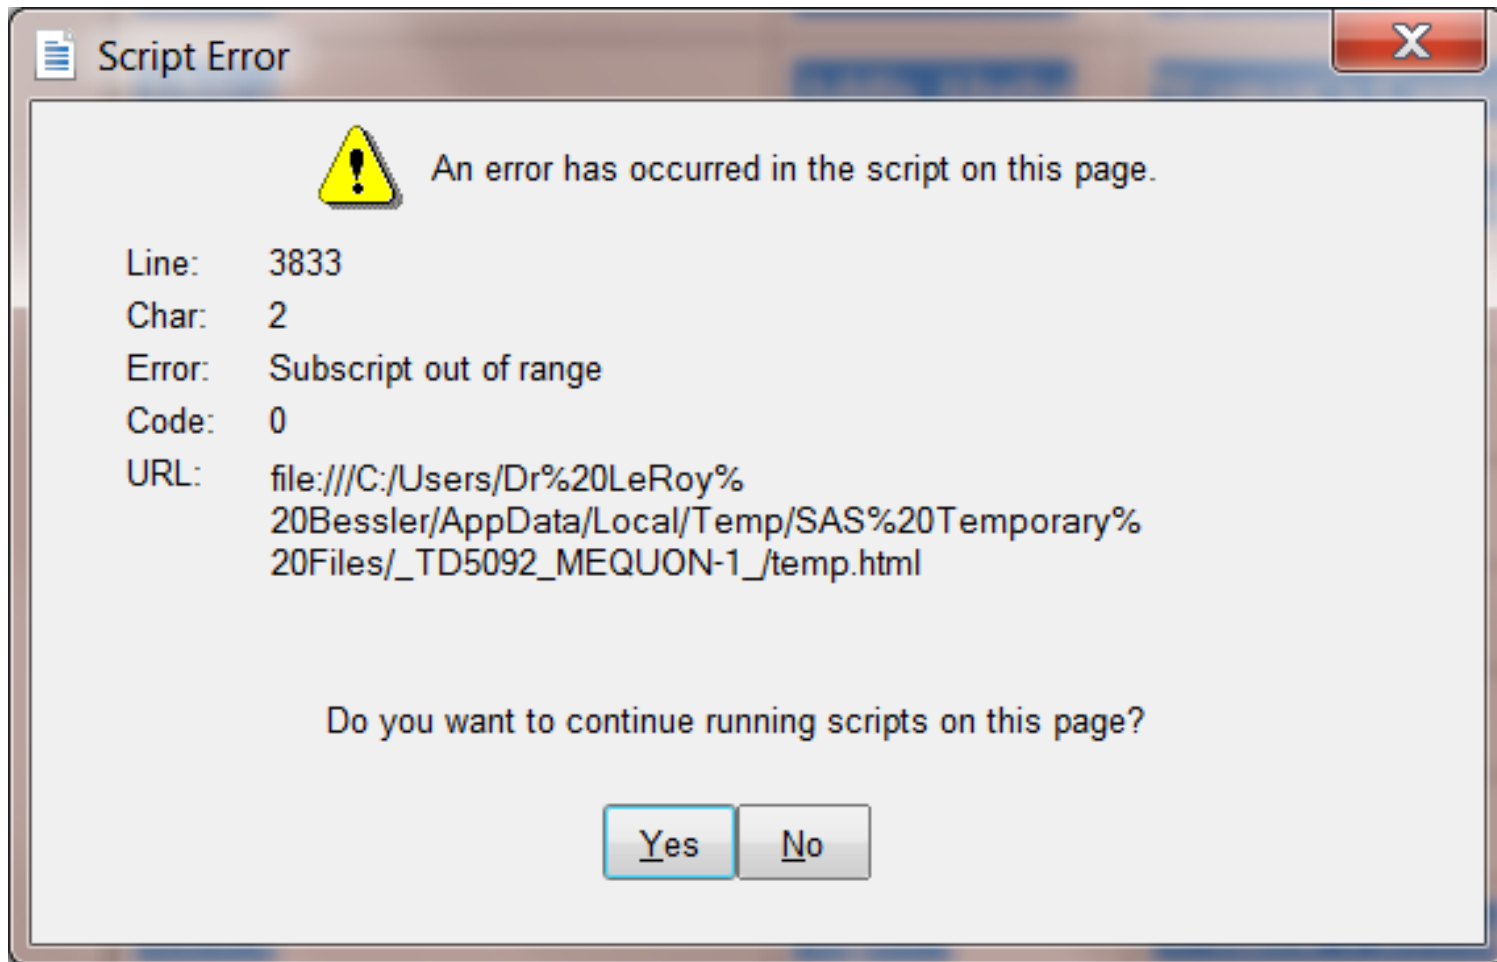 Script Error
X
An error has occurred in the script on this page.
Line: 3833
Char: 2
Error: Subscript out of range
Code: 0
URL: file:///C:/Users/Dr%20LeRoy%
20Bessler/AppData/Local/Temp/SAS%20Temporary%
20Files/_TD5092_MEQUON-1_/temp.html
Do you want to continue running scripts on this page?
Yes No